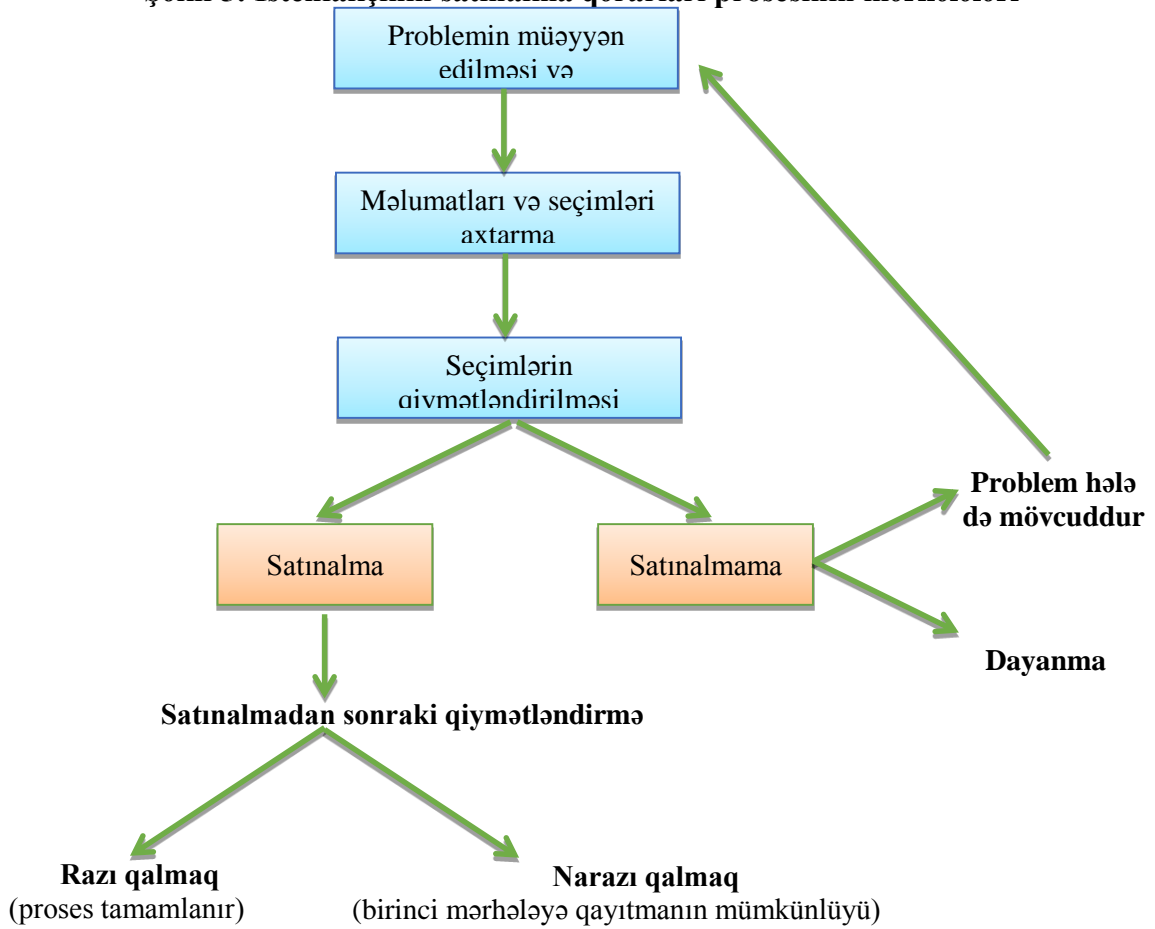 Problemin müəyyən
edilməsi və
Məlumatları və seçimləri
axtarma
Seçimlərin
qiymətləndirilməsi
Problem hələ
də mövcuddur
Satınalma
Satınalmama
Dayanma
Satınalmadan sonraki qiymətləndirmə
Razı qalmaq
(proses tamamlanır)
Narazı qalmaq
(birinci mərhələyə qayıtmanın mümkünlüyü)